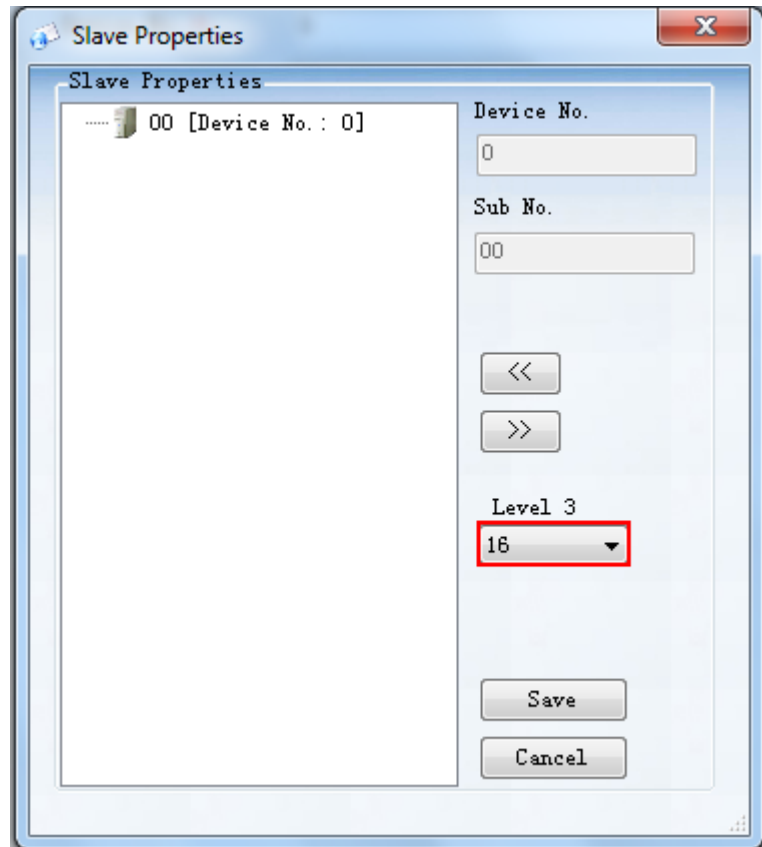 Slave Properties
Slave Properties
00 [Device No.: 0]
Device No.
0
Sub No.
00
<<
>>
Level 3
16
Save
Cancel